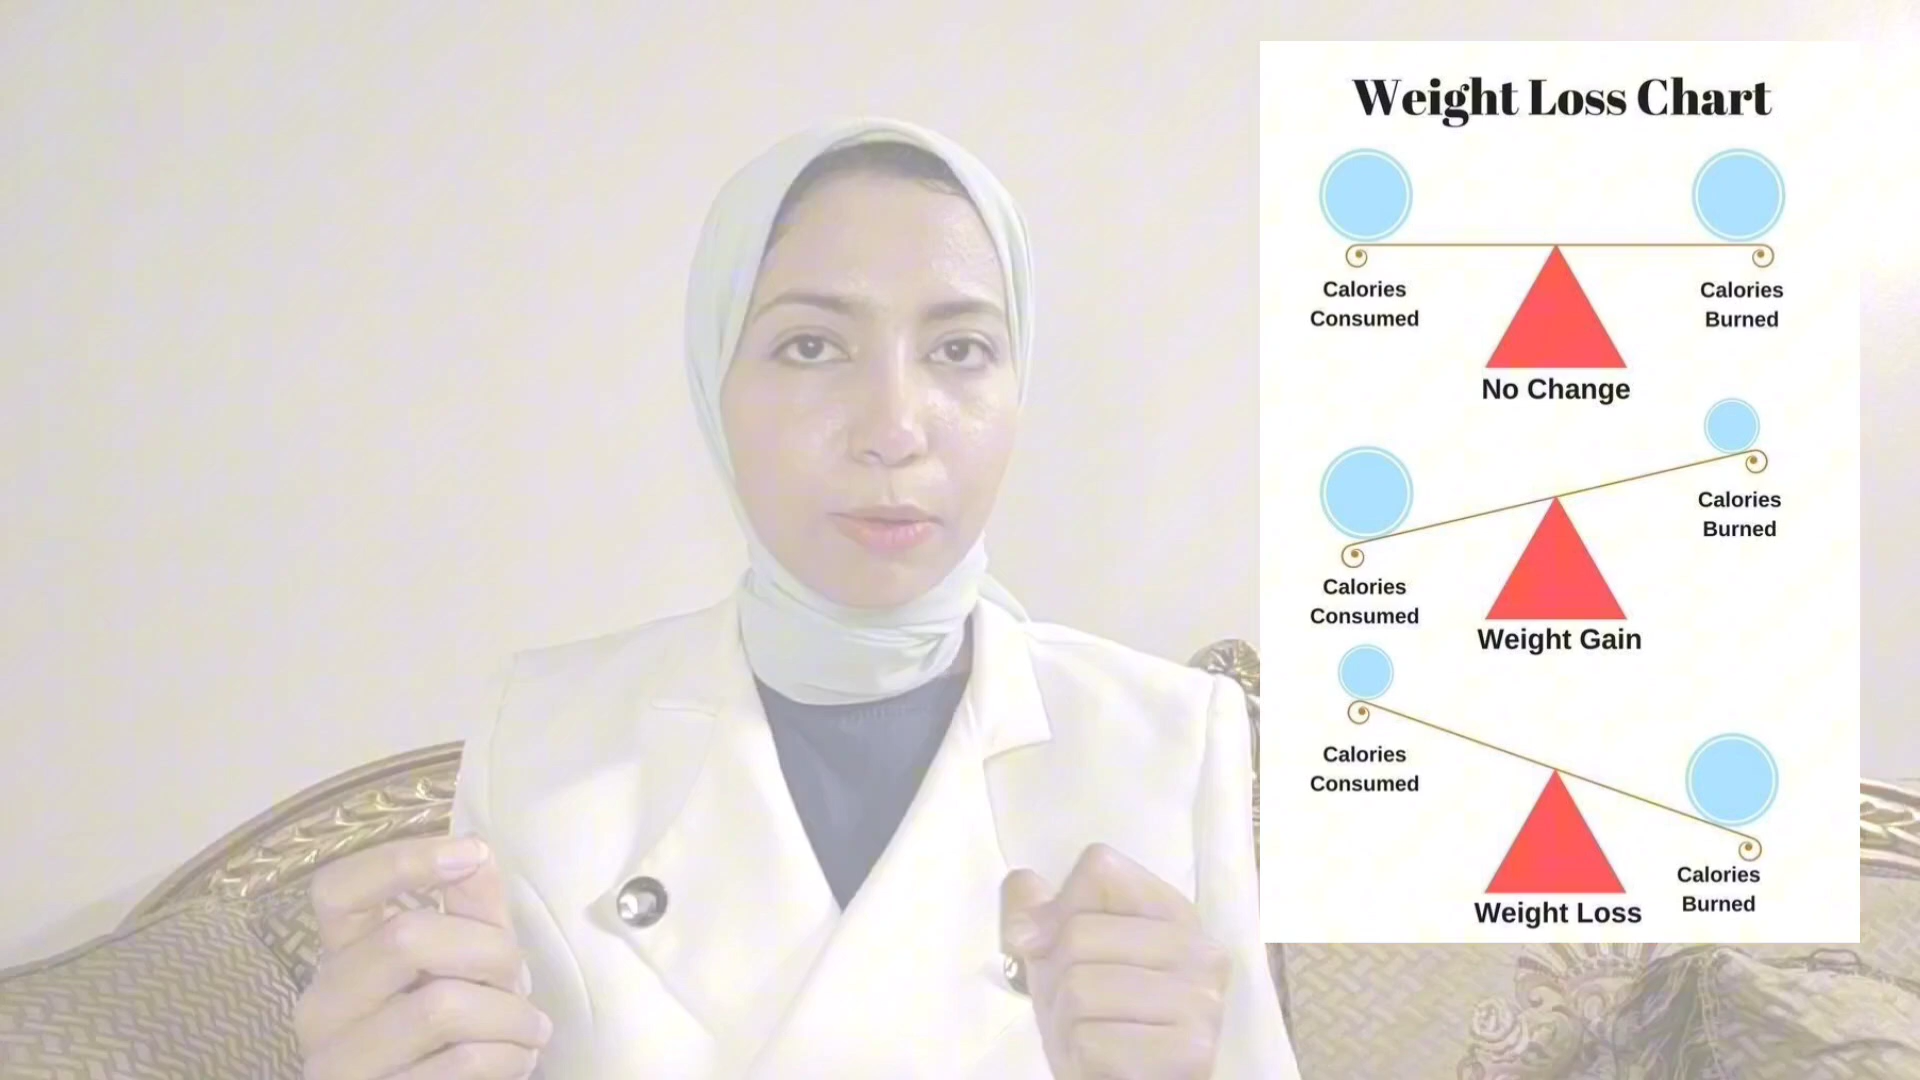 Weight Loss Chart
Calories
Consumed
Calories
Burned
No Change
Calories
Burned
Calories
Consumed
Weight Gain
Calories
Consumed
Calories
Burned
Weight Loss